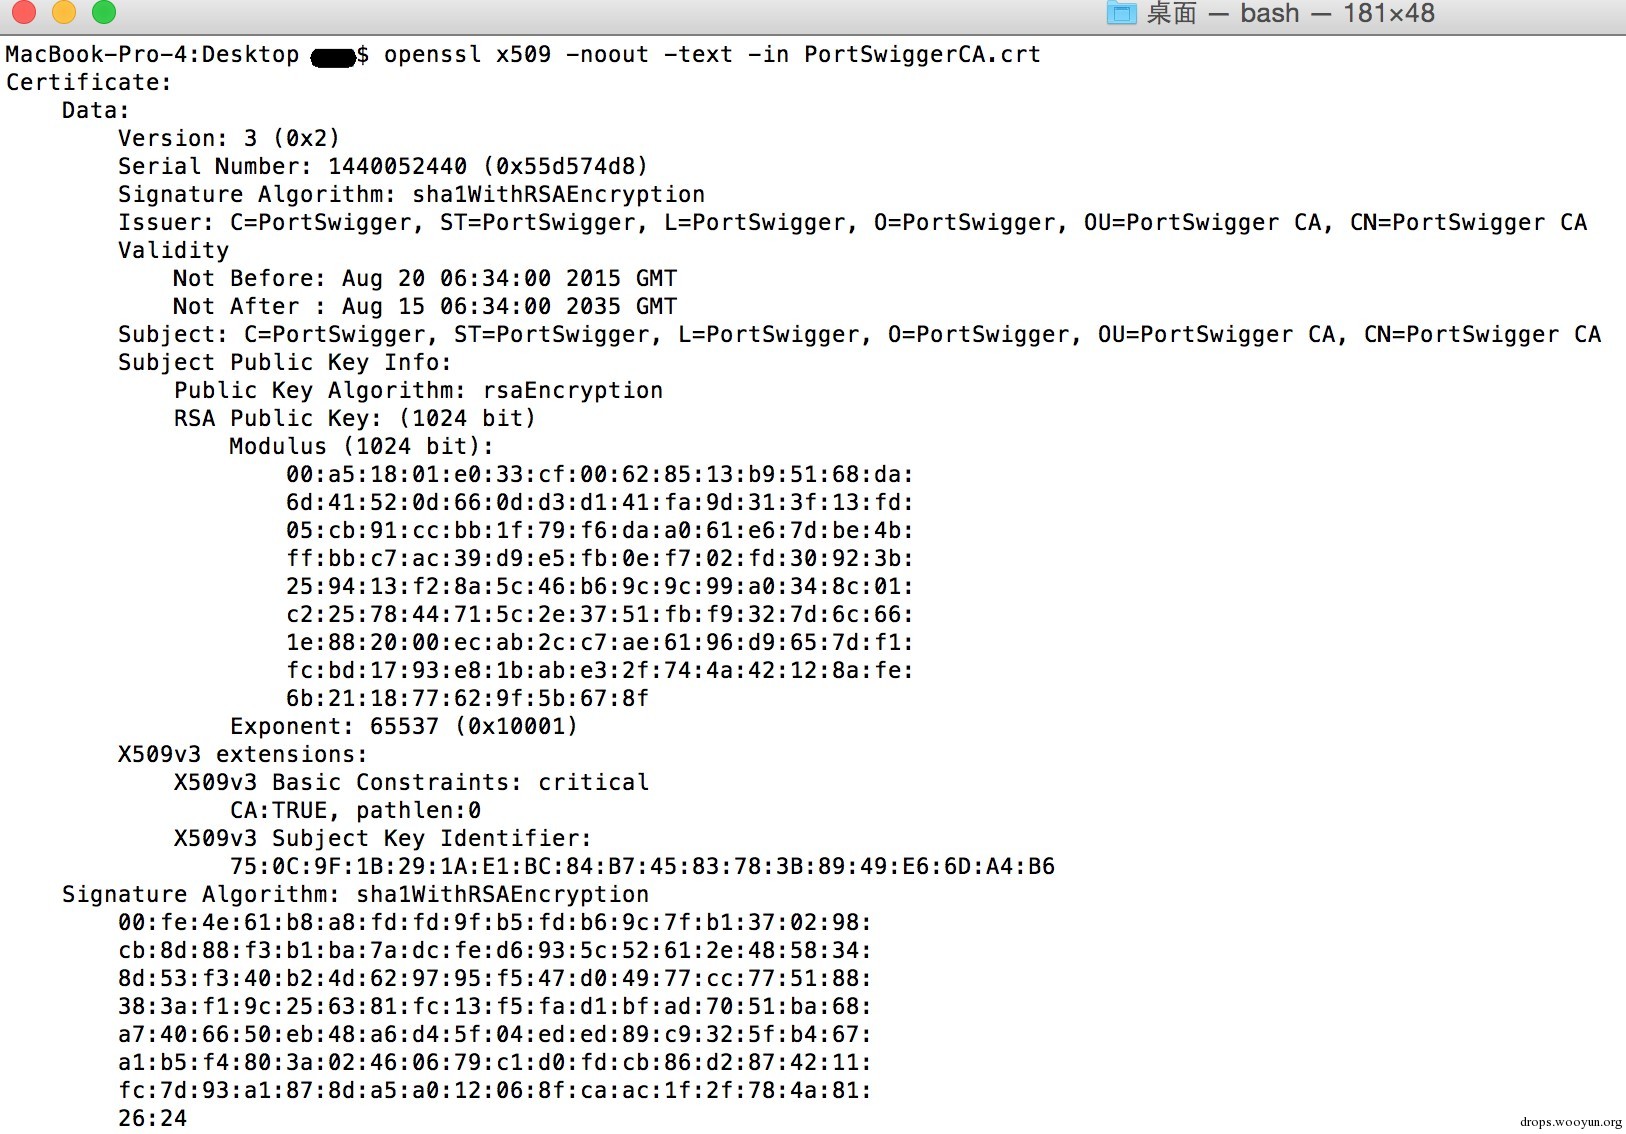 桌面 — bash — 181×48
MacBook-Pro-4:Desktop $ openssl x509 -noout -text -in PortSwiggerCA.crt
Certificate:
Data:
Version: 3 (0x2)
Serial Number: 1440052440 (0x55d574d8)
Signature Algorithm: sha1WithRSAEncryption
Issuer: C=PortSwigger, ST=PortSwigger, L=PortSwigger, O=PortSwigger, OU=PortSwigger CA, CN=PortSwigger CA
Validity
Not Before: Aug 20 06:34:00 2015 GMT
Not After : Aug 15 06:34:00 2035 GMT
Subject: C=PortSwigger, ST=PortSwigger, L=PortSwigger, O=PortSwigger, OU=PortSwigger CA, CN=PortSwigger CA
Subject Public Key Info:
Public Key Algorithm: rsaEncryption
RSA Public Key: (1024 bit)
Modulus (1024 bit):
00:a5:18:01:e0:33:cf:00:62:85:13:b9:51:68:da:
6d:41:52:0d:66:0d:d3:d1:41:fa:9d:31:3f:13:fd:
05:cb:91:cc:bb:1f:79:f6:da:a0:61:e6:7d:be:4b:
ff:bb:c7:ac:39:d9:e5:fb:0e:f7:02:fd:30:92:3b:
25:94:13:f2:8a:5c:46:b6:9c:9c:99:a0:34:8c:01:
c2:25:78:44:71:5c:2e:37:51:fb:f9:32:7d:6c:66:
1e:88:20:00:ec:ab:2c:c7:ae:61:96:d9:65:7d:f1:
fc:bd:17:93:e8:1b:ab:e3:2f:74:4a:42:12:8a:fe:
6b:21:18:77:62:9f:5b:67:8f
Exponent: 65537 (0x10001)
X509v3 extensions:
X509v3 Basic Constraints: critical
CA:TRUE, pathlen:0
X509v3 Subject Key Identifier:
75:0C:9F:1B:29:1A:E1:BC:84:B7:45:83:78:3B:89:49:E6:6D:A4:B6
Signature Algorithm: sha1WithRSAEncryption
00:fe:4e:61:b8:a8:fd:fd:9f:b5:fd:b6:9c:7f:b1:37:02:98:
cb:8d:88:f3:b1:ba:7a:dc:fe:d6:93:5c:52:61:2e:48:58:34:
8d:53:f3:40:b2:4d:62:97:95:f5:47:d0:49:77:cc:77:51:88:
38:3a:f1:9c:25:63:81:fc:13:f5:fa:d1:bf:ad:70:51:ba:68:
a7:40:66:50:eb:48:a6:d4:5f:04:ed:ed:89:c9:32:5f:b4:67:
a1:b5:f4:80:3a:02:46:06:79:c1:d0:fd:cb:86:d2:87:42:11:
fc:7d:93:a1:87:8d:a5:a0:12:06:8f:ca:ac:1f:2f:78:4a:81:
26:24
drops.wooyun.org